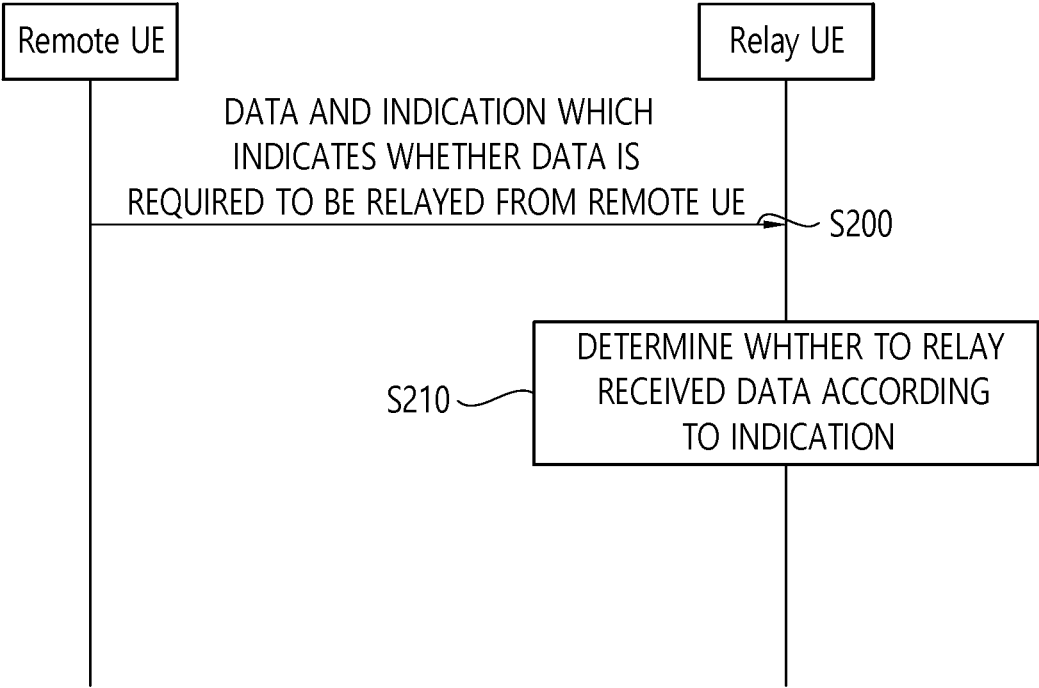 Remote UE
Relay UE
DATA AND INDICATION WHICH
INDICATES WHETHER DATA IS
REQUIRED TO BE RELAYED FROM REMOTE UE
S200
DETERMINE WHTHER TO RELAY
RECEIVED DATA ACCORDING
TO INDICATION
S210